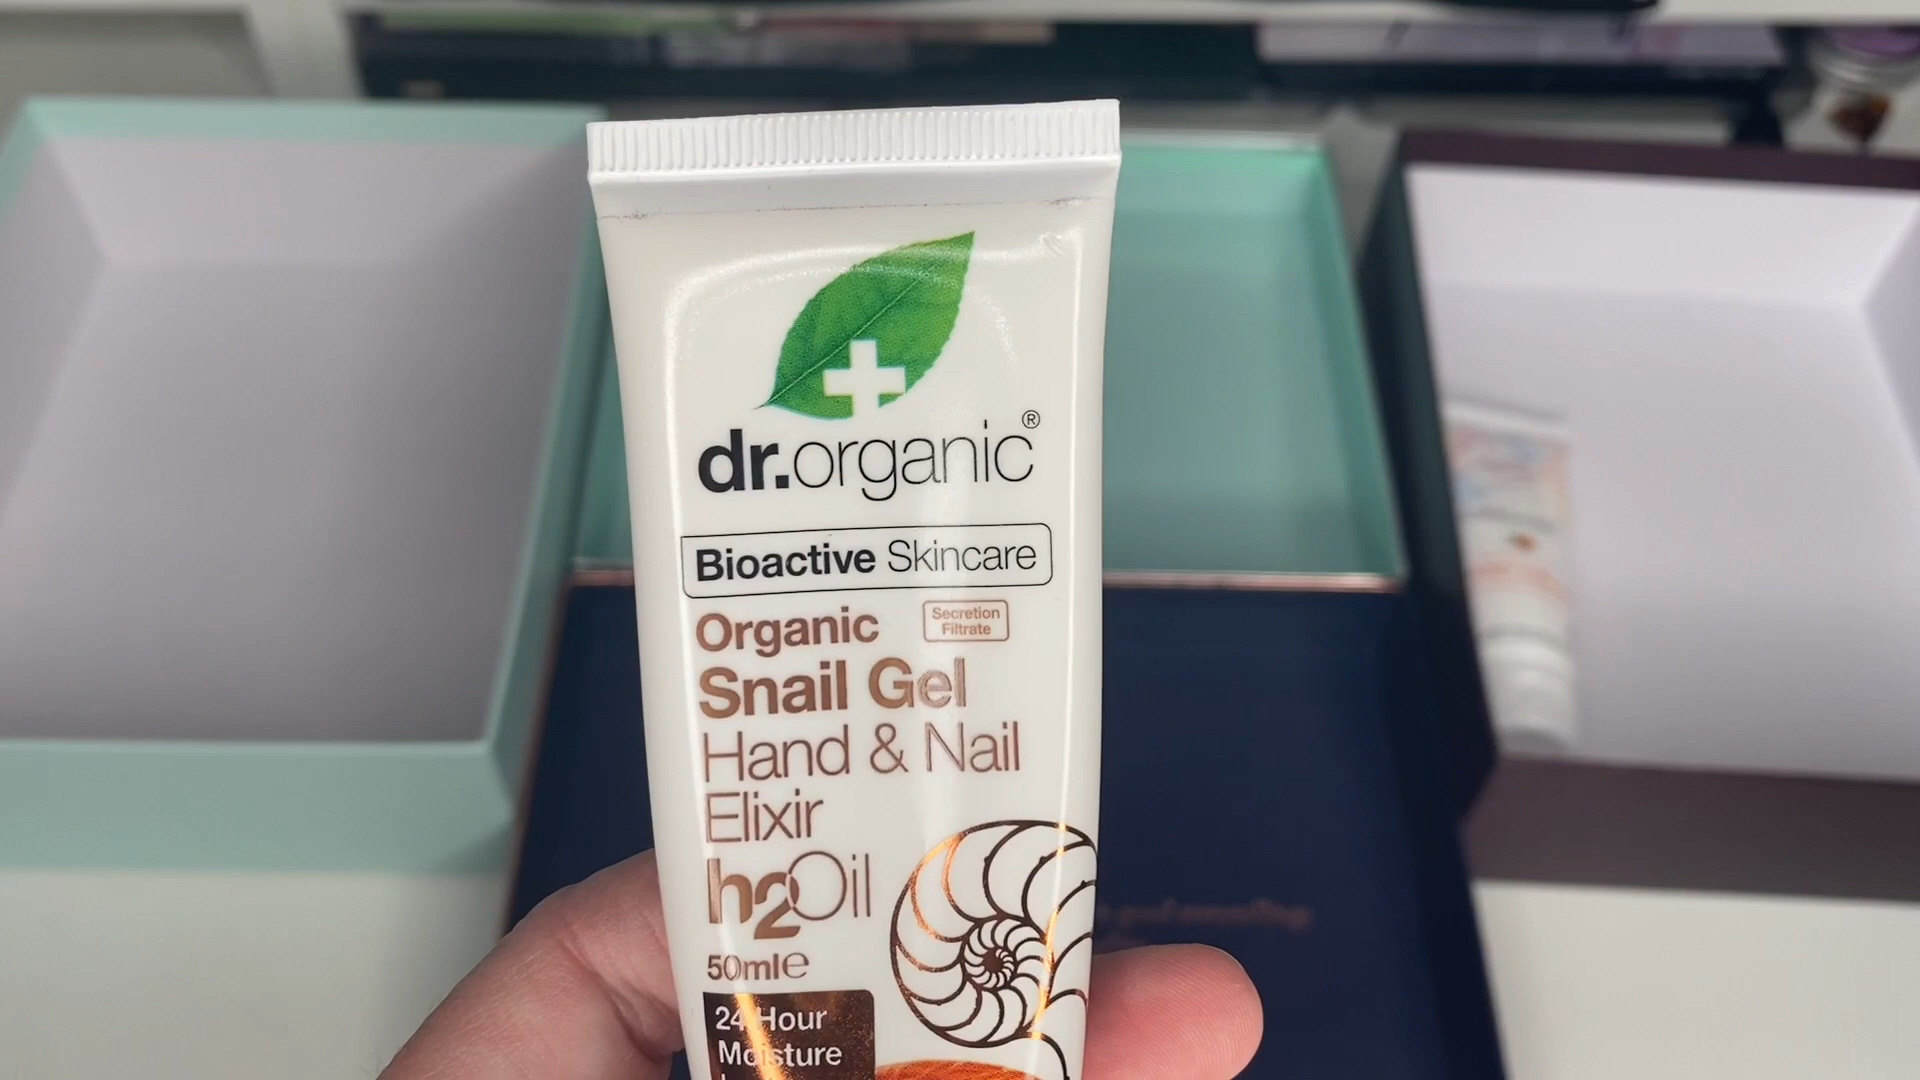 dr.organic®
Bioactive Skincare
Organic
Secretion
Filtrate
Snail Gel
Hand & Nail
Elixir
h2Oil
50ml℮
24 Hour
Moisture